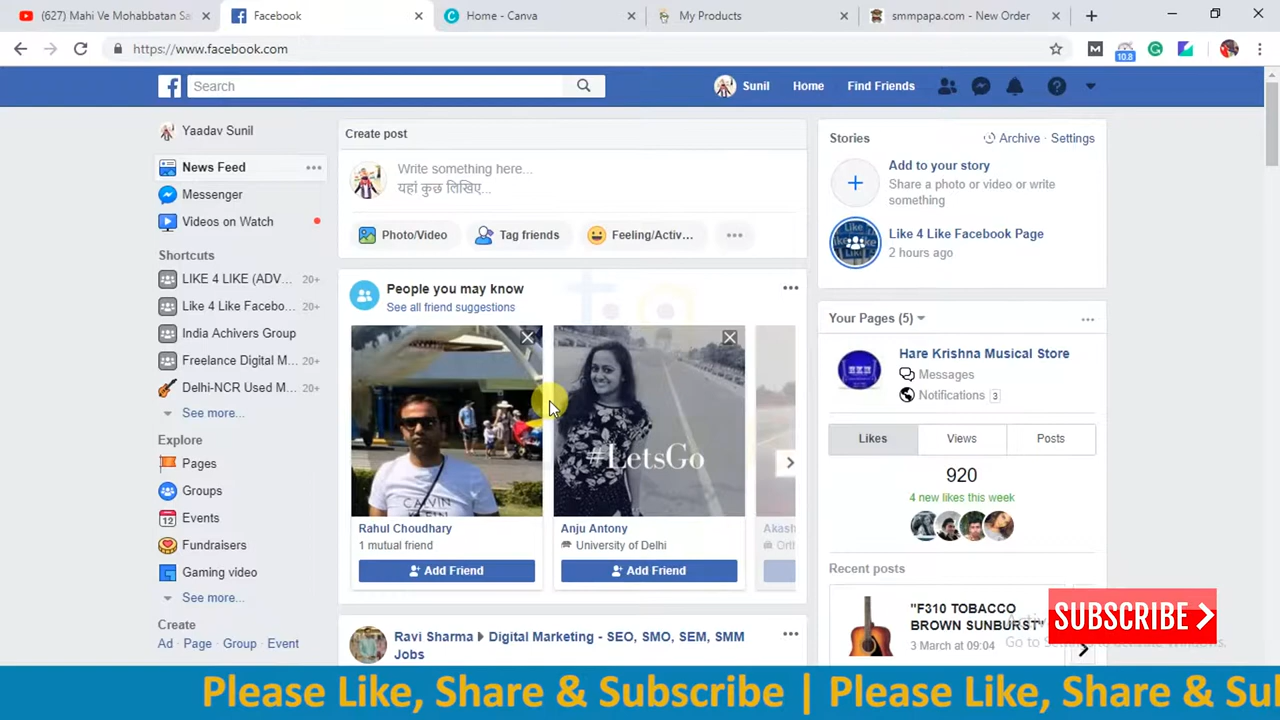 (627) Mahi Ve Mohabbatan Sa
Facebook
Home - Canva
My Products
smmpapa.com - New Order
https://www.facebook.com
10.8
Search
Sunil
Home
Find Friends
Yaadav Sunil
News Feed
Messenger
Videos on Watch
Shortcuts
LIKE 4 LIKE (ADV... 20+
Like 4 Like Facebo... 20+
India Achivers Group
Freelance Digital M... 20+
Delhi-NCR Used M... 20+
See more...
Explore
Pages
Groups
Events
Fundraisers
Gaming video
See more...
Create
Ad · Page · Group · Event
Create post
Write something here...
यहां कुछ लिखिए...
Photo/Video
Tag friends
Feeling/Activ...
People you may know
See all friend suggestions
CALVIN
#LetsGo
Rahul Choudhary
1 mutual friend
Add Friend
Anju Antony
University of Delhi
Add Friend
Akash
Orth
Ravi Sharma ▸ Digital Marketing - SEO, SMO, SEM, SMM
Jobs
Stories
Archive · Settings
Add to your story
Share a photo or video or write
something
Like 4 Like Facebook Page
2 hours ago
Your Pages (5)
Hare Krishna Musical Store
Messages
Notifications 3
Likes
Views
Posts
920
4 new likes this week
Recent posts
"F310 TOBACCO
BROWN SUNBURST"
3 March at 09:04
SUBSCRIBE
Please Like, Share & Subscribe | Please Like, Share & Su